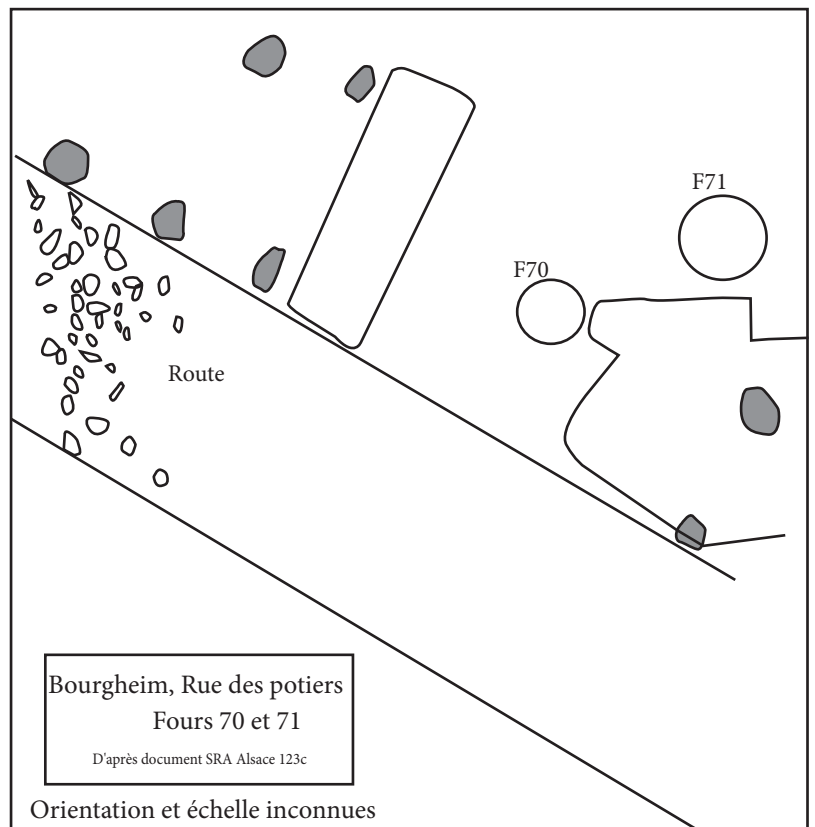 F71
F70
Route
Bourgheim, Rue des potiers
Fours 70 et 71
D'après document SRA Alsace 123c
Orientation et échelle inconnues